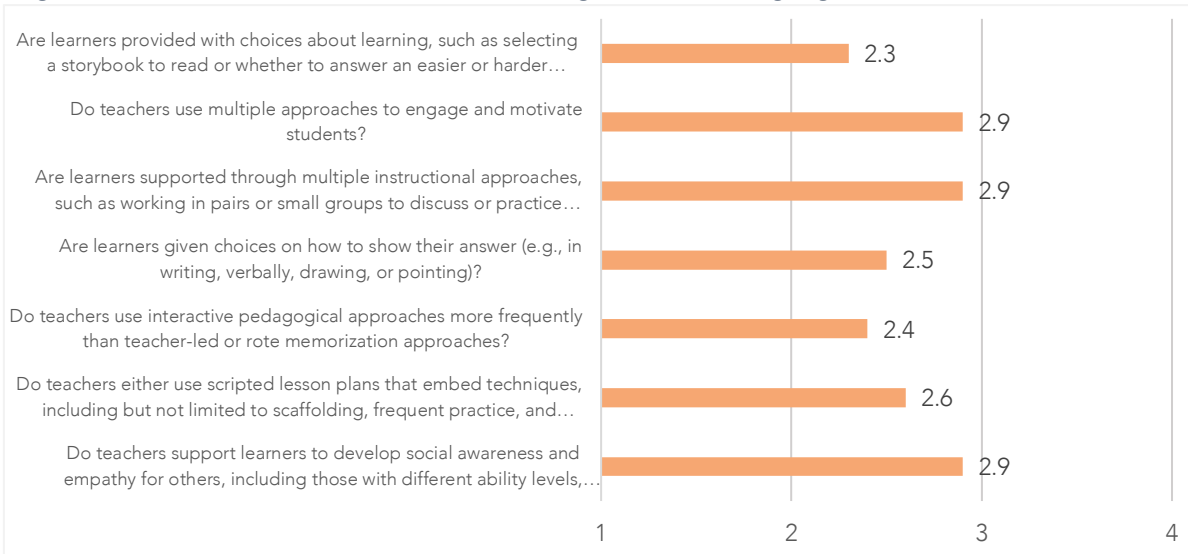 Are learners provided with choices about learning, such as selecting
a storybook to read or whether to answer an easier or harder…
2.3
Do teachers use multiple approaches to engage and motivate
students?
2.9
Are learners supported through multiple instructional approaches,
such as working in pairs or small groups to discuss or practice…
2.9
Are learners given choices on how to show their answer (e.g., in
writing, verbally, drawing, or pointing)?
2.5
Do teachers use interactive pedagogical approaches more frequently
than teacher-led or rote memorization approaches?
2.4
Do teachers either use scripted lesson plans that embed techniques,
including but not limited to scaffolding, frequent practice, and…
2.6
Do teachers support learners to develop social awareness and
empathy for others, including those with different ability levels,…
2.9
1 2 3 4